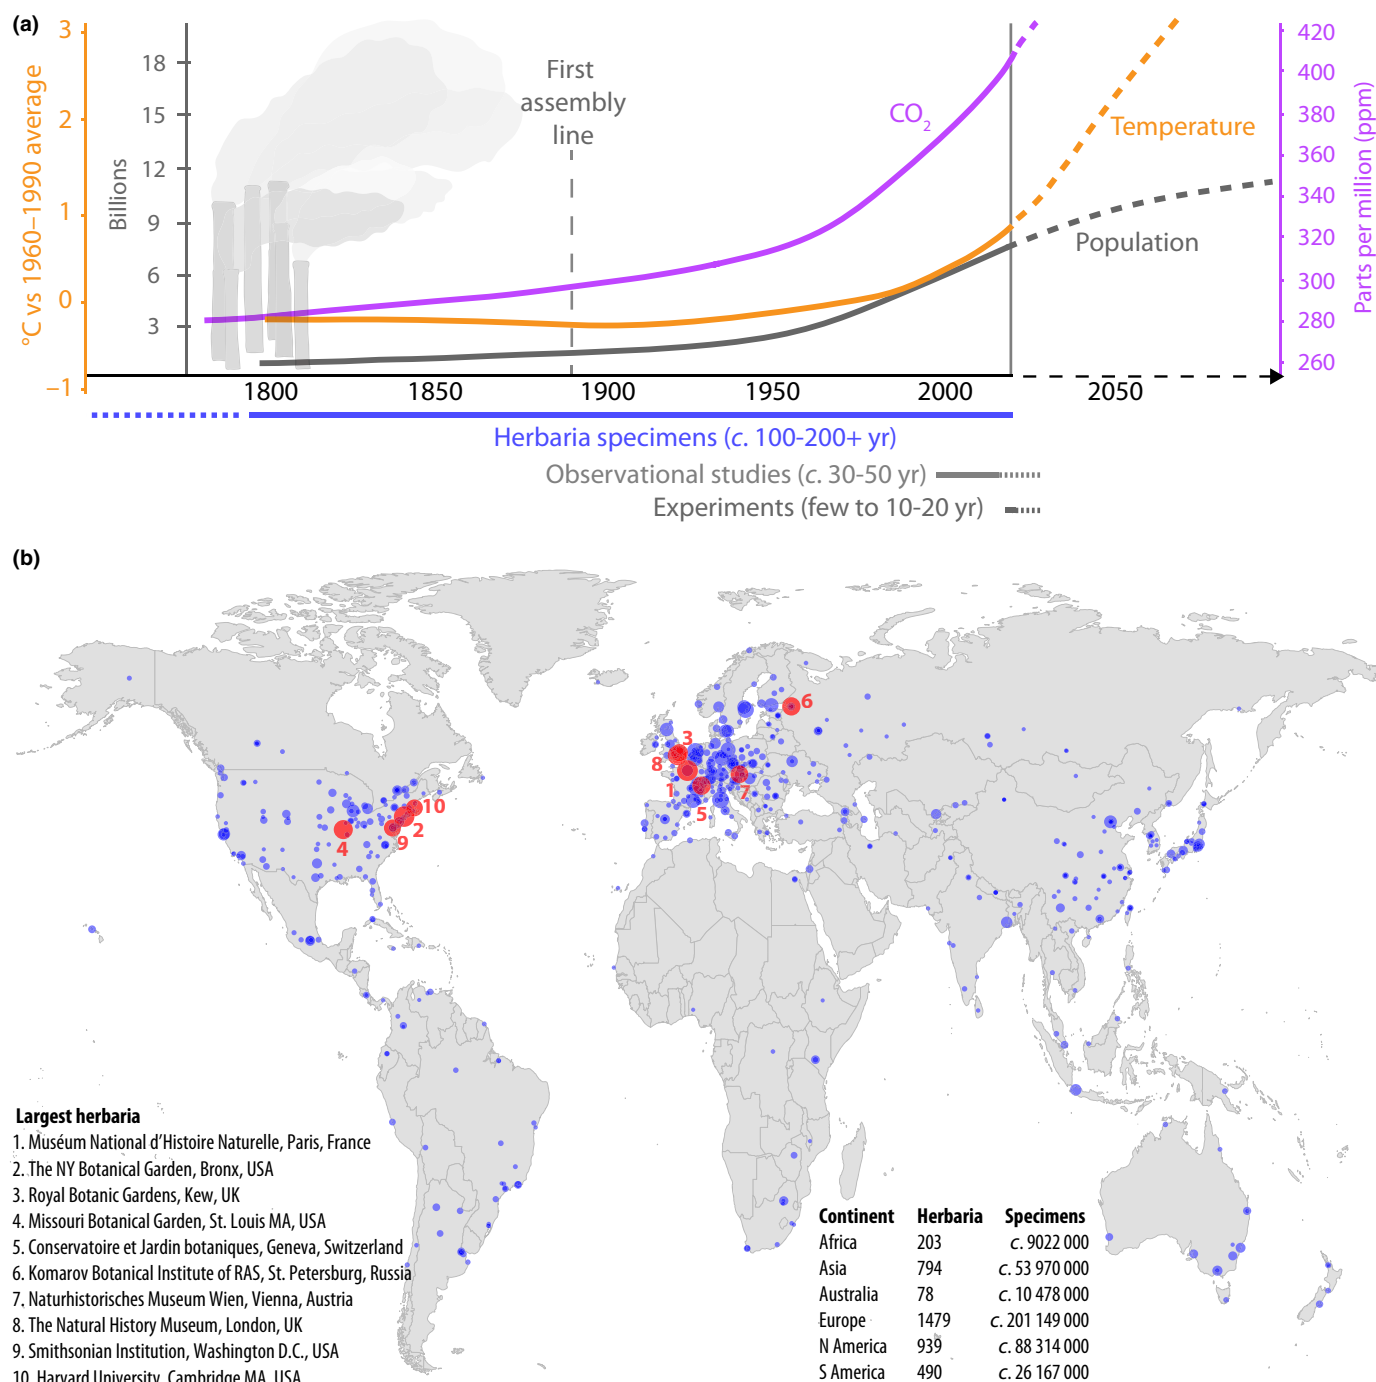 (a)
°C vs 1960–1990 average
3
2
1
0
–1
Billions
18
15
12
9
6
3
First
assembly
line
CO2
Temperature
Population
420
400
380
360
340
320
300
280
260
Parts per million (ppm)
1800 1850 1900 1950 2000 2050
Herbaria specimens (c. 100-200+ yr)
Observational studies (c. 30-50 yr)
Experiments (few to 10-20 yr)
(b)
6
3
8
1
7
5
10
2
9
4
Largest herbaria
1. Muséum National d’Histoire Naturelle, Paris, France
2. The NY Botanical Garden, Bronx, USA
3. Royal Botanic Gardens, Kew, UK
4. Missouri Botanical Garden, St. Louis MA, USA
5. Conservatoire et Jardin botaniques, Geneva, Switzerland
6. Komarov Botanical Institute of RAS, St. Petersburg, Russia
7. Naturhistorisches Museum Wien, Vienna, Austria
8. The Natural History Museum, London, UK
9. Smithsonian Institution, Washington D.C., USA
10. Harvard University, Cambridge MA, USA
Continent Herbaria Specimens
Africa 203 c. 9022 000
Asia 794 c. 53 970 000
Australia 78 c. 10 478 000
Europe 1479 c. 201 149 000
N America 939 c. 88 314 000
S America 490 c. 26 167 000